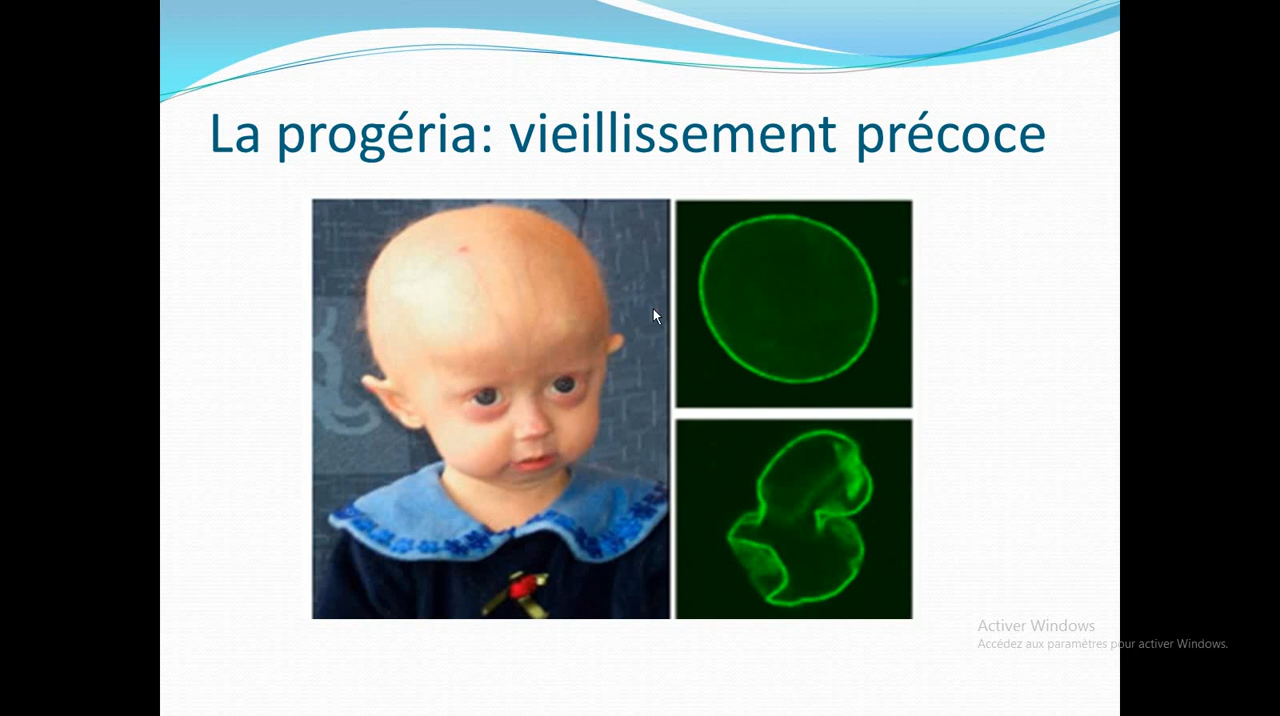 La progéria: vieillissement précoce
Activer Windows
Accédez aux paramètres pour activer Windows.